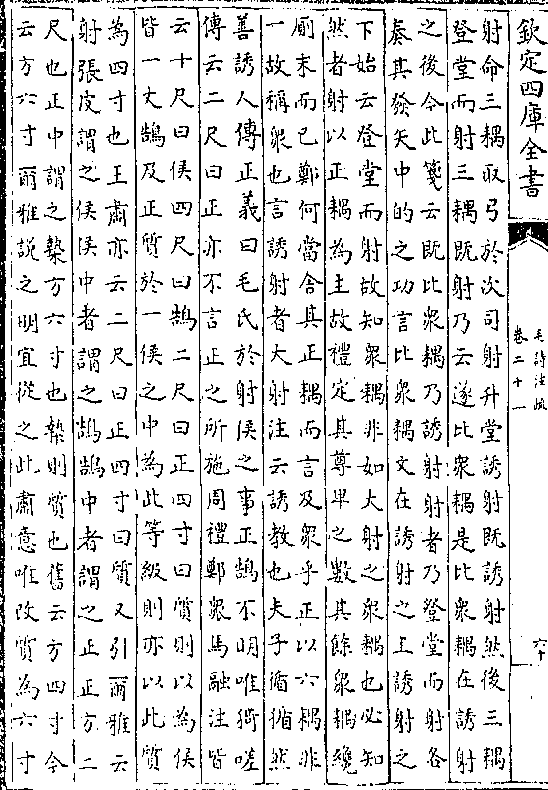 欽定四庫全書
毛詩注疏
卷二十一
六十
射命三耦取弓於次司射升堂誘射既誘射然後三耦
登堂而射三耦既射乃云遂比衆耦是比衆耦在誘射
之後今此箋云既比衆耦乃誘射射者乃登堂而射各
奏其發矢中的之功言比衆耦文在誘射之上誘射之
下始云登堂而射故知衆耦非如大射之衆耦也必知
然者射以正耦為主故禮定其尊卑之數其餘衆耦纔
廁末而已鄭何當舍其正耦而言及衆乎正以六耦非
一故稱衆也言誘射者大射注云誘教也夫子循循然
善誘人傳正義曰毛氏於射侯之事正鵠不明唯猗嗟
傳云二尺曰正亦不言正之所施周禮鄭衆馬融注皆
云十尺曰侯四尺曰鵠二尺曰正四寸曰質則以為侯
皆一丈鵠及正質於一侯之中為此等級則亦以此質
為四寸也王肅亦云二尺曰正四寸曰質又引爾雅云
射張皮謂之侯侯中者謂之鵠鵠中者謂之正正方二
尺也正中謂之槷方六寸也槷則質也舊云方四寸今
云方六寸爾雅說之明宜從之此肅意唯改質為六寸